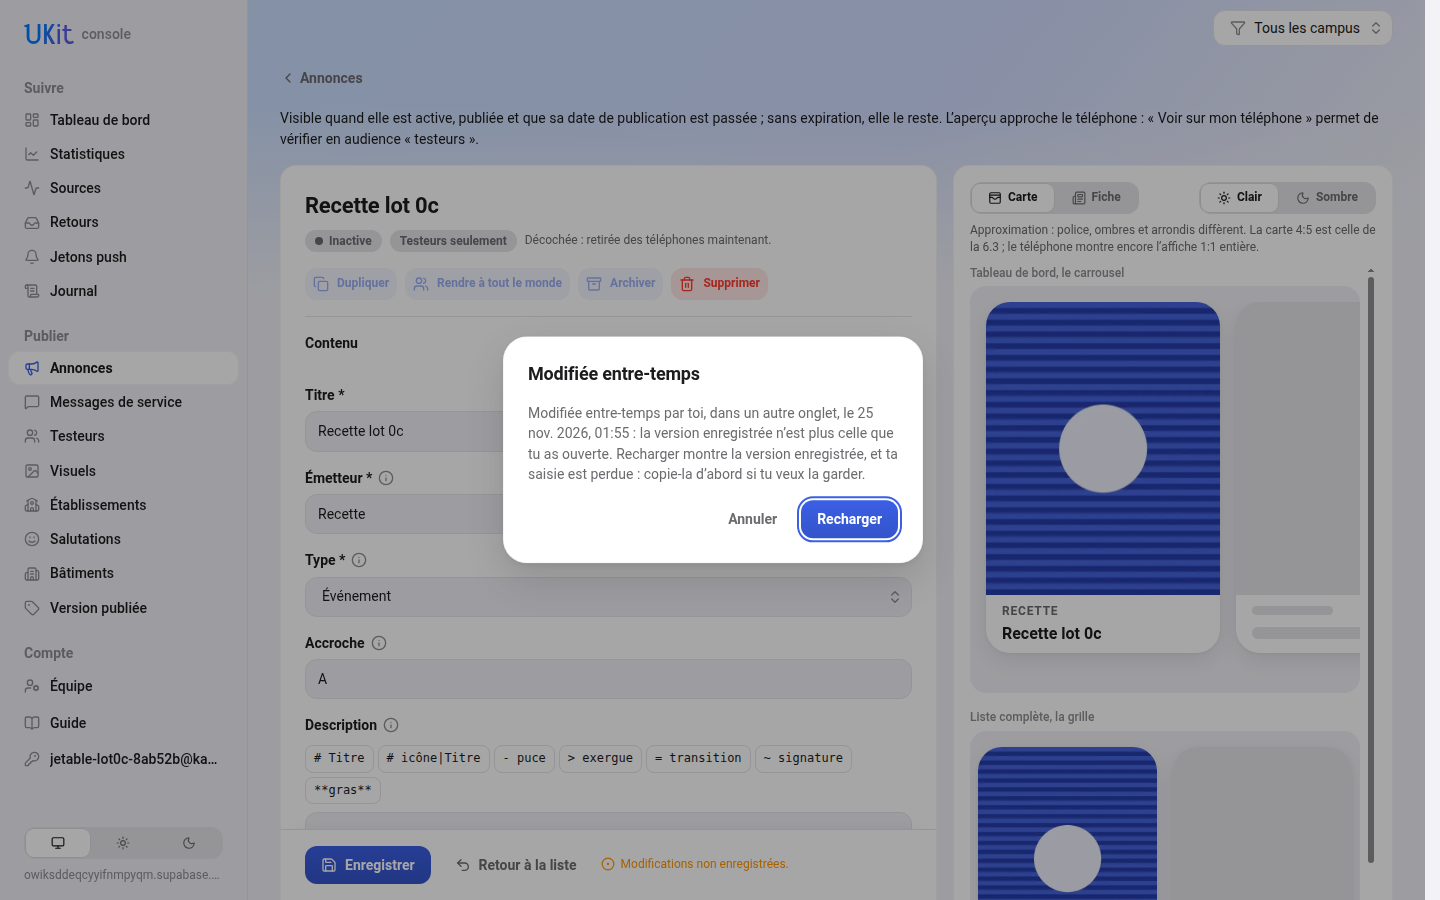 UKit console
Tous les campus
Suivre
Tableau de bord
Statistiques
Sources
Retours
Jetons push
Journal
Publier
Annonces
Messages de service
Testeurs
Visuels
Établissements
Salutations
Bâtiments
Version publiée
Compte
Équipe
Guide
jetable-lot0c-8ab52b@ka...
owiksddeqcyyifnmpyqm.supabase....
Annonces
Visible quand elle est active, publiée et que sa date de publication est passée ; sans expiration, elle le reste. L’aperçu approche le téléphone : « Voir sur mon téléphone » permet de
vérifier en audience « testeurs ».
Recette lot 0c
Inactive
Testeurs seulement
Décochée : retirée des téléphones maintenant.
Dupliquer
Rendre à tout le monde
Archiver
Supprimer
Contenu
Titre *
Recette lot 0c
Émetteur *
Recette
Type *
Événement
Accroche
A
Description
# Titre
# icône|Titre
- puce
> exergue
= transition
~ signature
**gras**
Enregistrer
Retour à la liste
Modifications non enregistrées.
Modifiée entre-temps
Modifiée entre-temps par toi, dans un autre onglet, le 25
nov. 2026, 01:55 : la version enregistrée n’est plus celle que
tu as ouverte. Recharger montre la version enregistrée, et ta
saisie est perdue : copie-la d’abord si tu veux la garder.
Annuler
Recharger
Carte
Fiche
Clair
Sombre
Approximation : police, ombres et arrondis diffèrent. La carte 4:5 est celle de
la 6.3 ; le téléphone montre encore l’affiche 1:1 entière.
Tableau de bord, le carrousel
RECETTE
Recette lot 0c
Liste complète, la grille